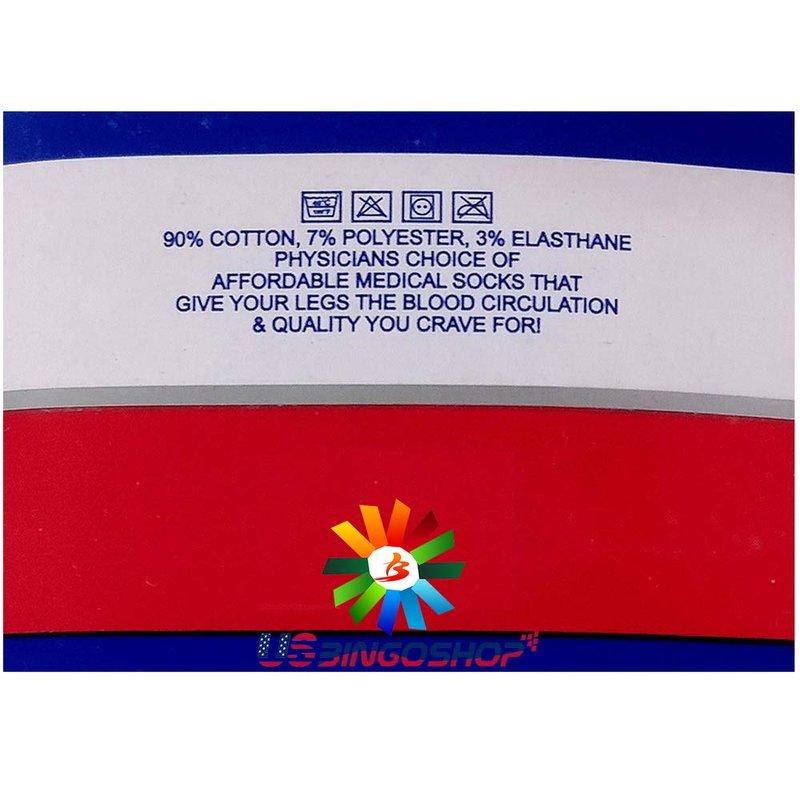 90% COTTON, 7% POLYESTER, 3% ELASTHANE
PHYSICIANS CHOICE OF
AFFORDABLE MEDICAL SOCKS THAT
GIVE YOUR LEGS THE BLOOD CIRCULATION
& QUALITY YOU CRAVE FOR!
USBINGOSHOP